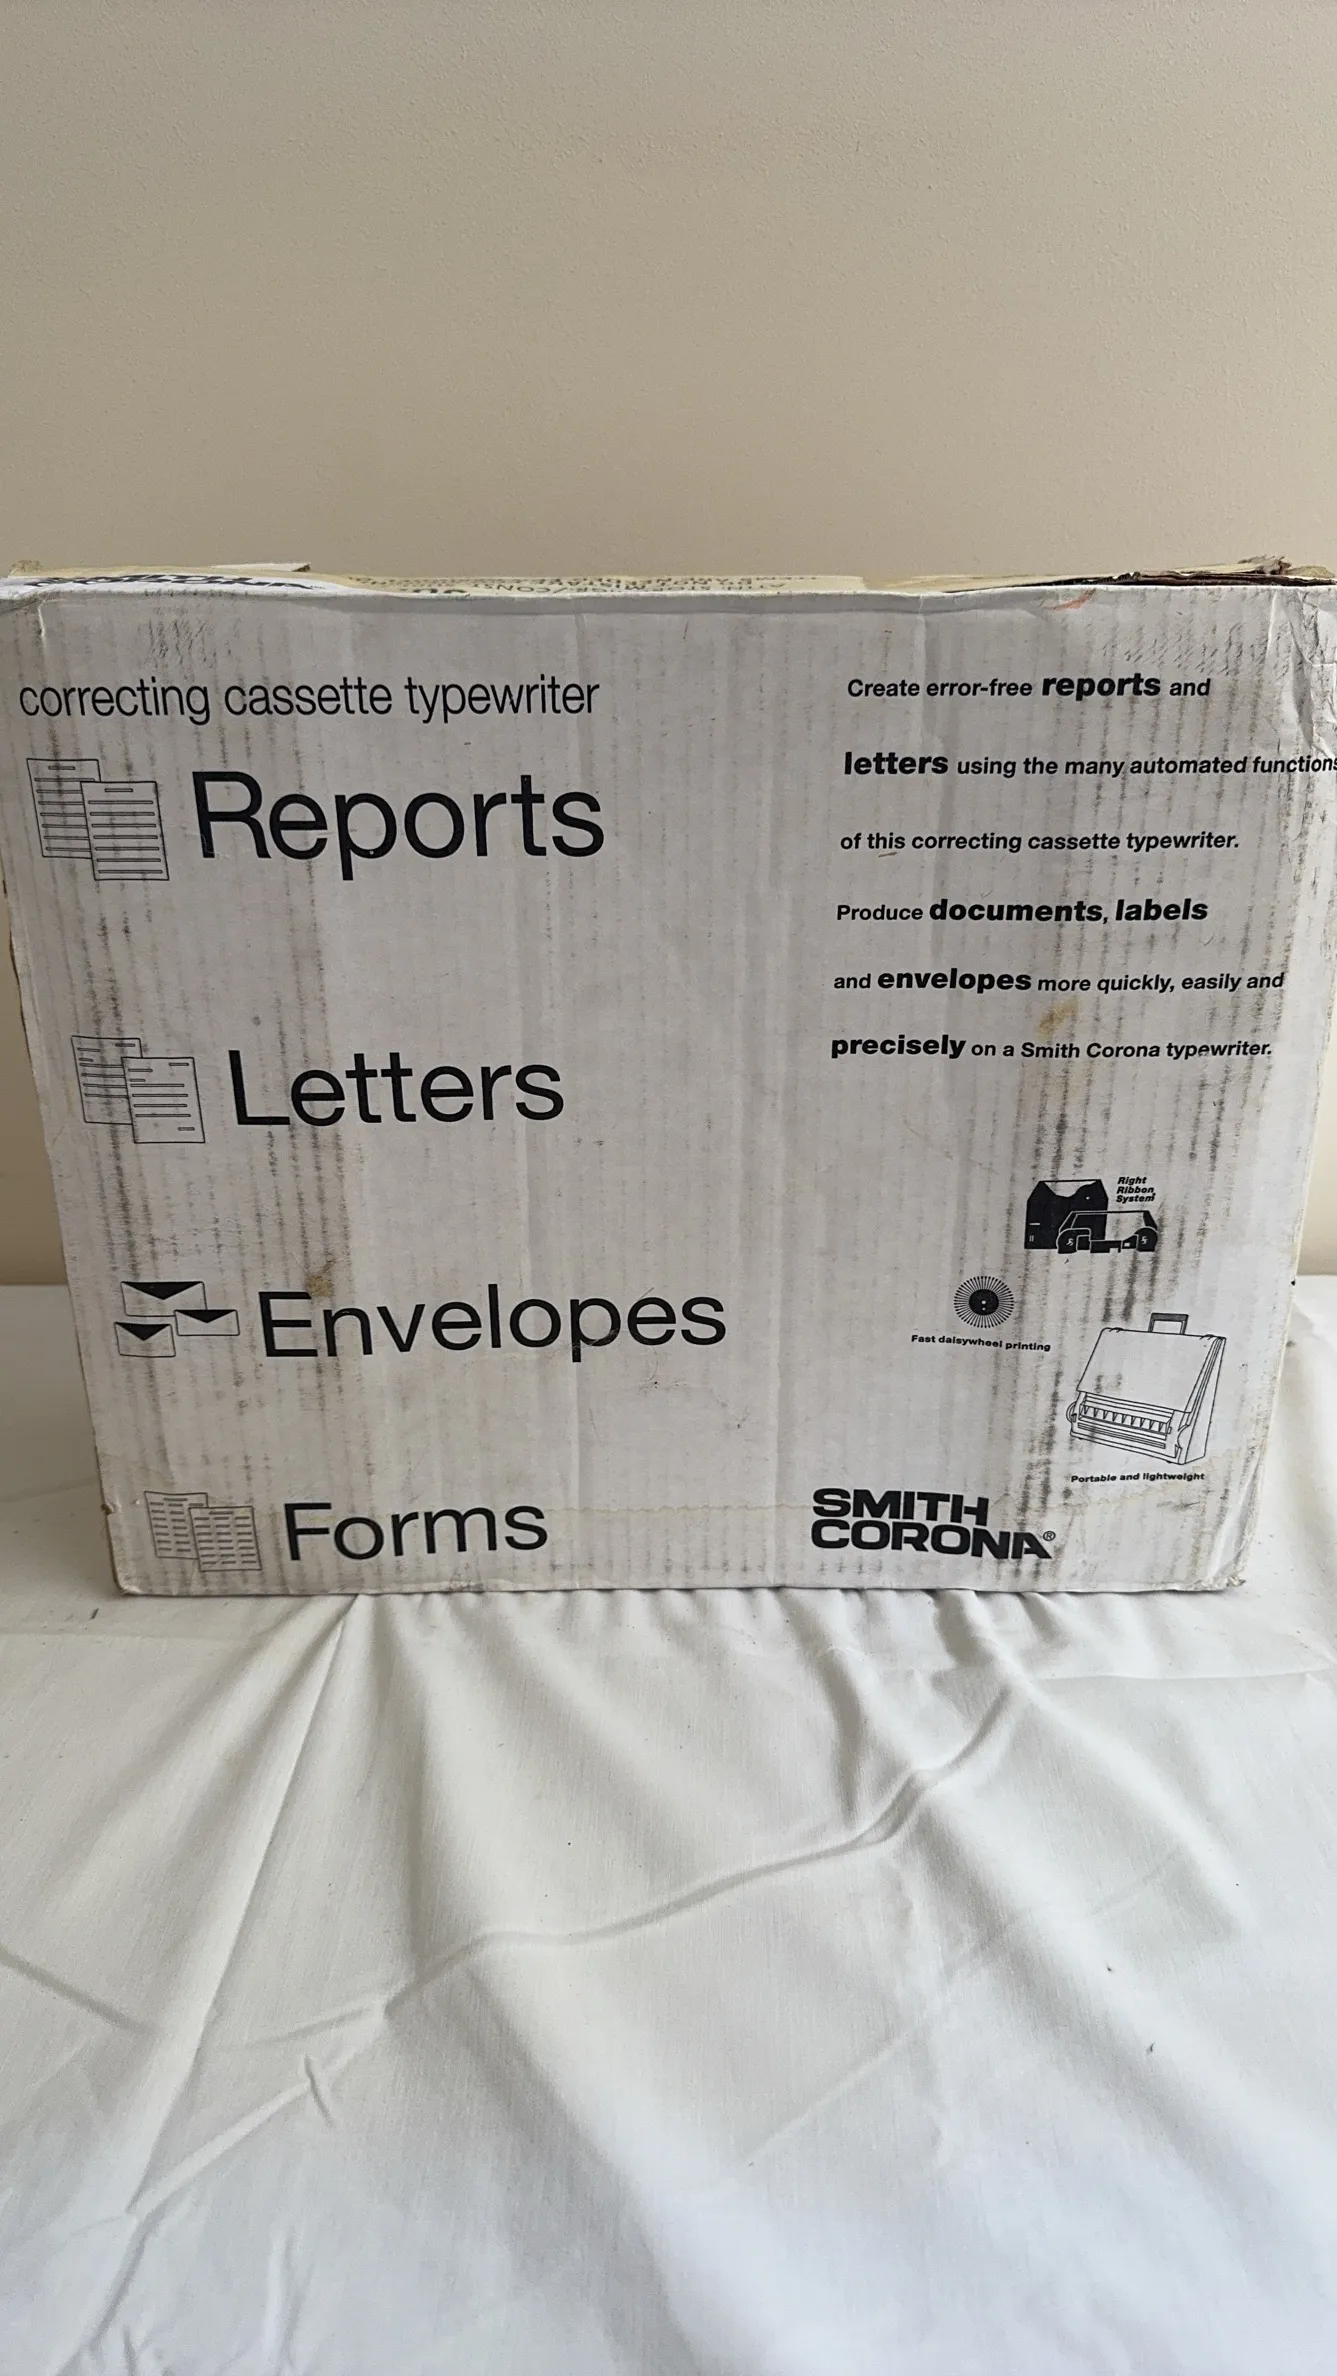 correcting cassette typewriter
Reports
Letters
Envelopes
Forms
Create error-free reports and
letters using the many automated functions
of this correcting cassette typewriter.
Produce documents, labels
and envelopes more quickly, easily and
precisely on a Smith Corona typewriter.
Right
Ribbon
System
Fast daisywheel printing
Portable and lightweight
SMITH
CORONA®